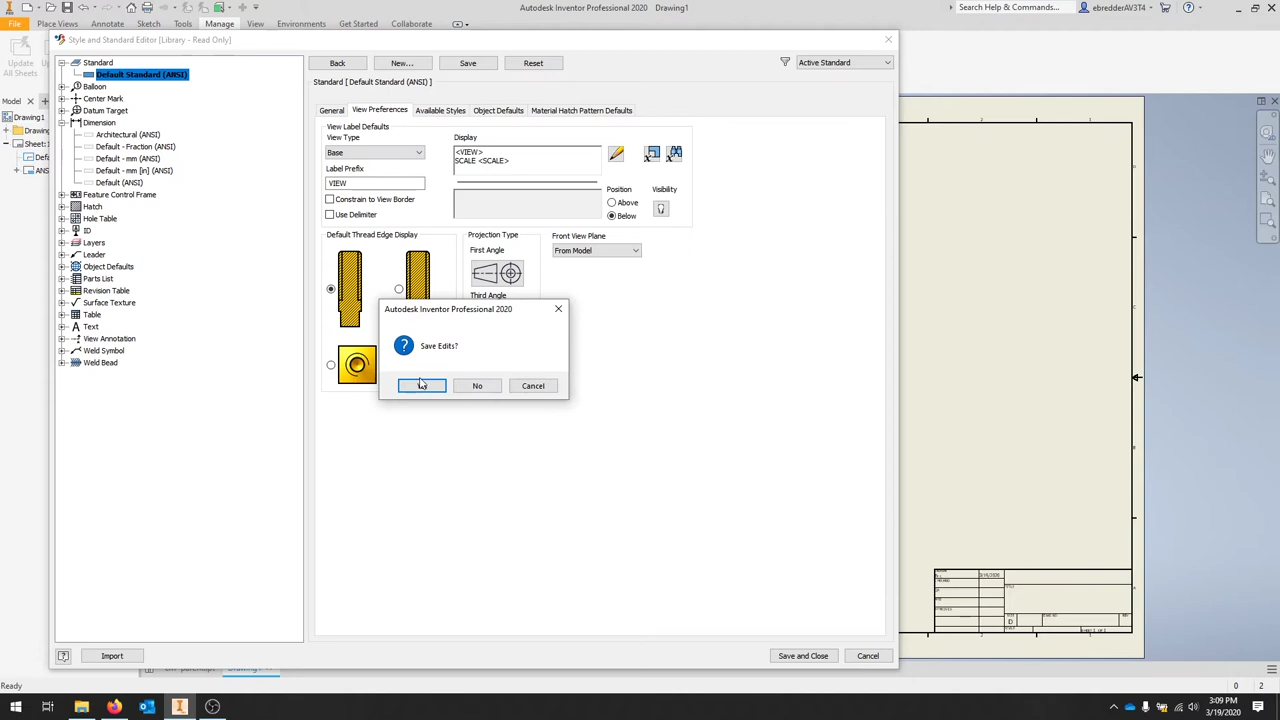 Autodesk Inventor Professional 2020 Drawing1
Search Help & Commands...
ebredderAV3T4
File Place Views Annotate Sketch Tools Manage View Environments Get Started Collaborate
Update
All Sheets
Style and Standard Editor [Library - Read Only]
Model
Drawing1
Drawing
Sheet:
Defa
ANS
Standard
Default Standard (ANSI)
Balloon
Center Mark
Datum Target
Dimension
Architectural (ANSI)
Default - Fraction (ANSI)
Default - mm (ANSI)
Default - mm [in] (ANSI)
Default (ANSI)
Feature Control Frame
Hatch
Hole Table
ID
Layers
Leader
Object Defaults
Parts List
Revision Table
Surface Texture
Table
Text
View Annotation
Weld Symbol
Weld Bead
Import
Back New... Save Reset
Active Standard
Standard [ Default Standard (ANSI) ]
General View Preferences Available Styles Object Defaults Material Hatch Pattern Defaults
View Label Defaults
View Type
Base
Label Prefix
VIEW
Constrain to View Border
Use Delimiter
Display
<VIEW>
SCALE <SCALE>
Position
Above
Below
Visibility
Default Thread Edge Display
Projection Type
First Angle
Third Angle
Front View Plane
From Model
Autodesk Inventor Professional 2020
Save Edits?
No Cancel
Save and Close Cancel
Drawing1
D
Ready
0 2
3:09 PM
3/19/2020